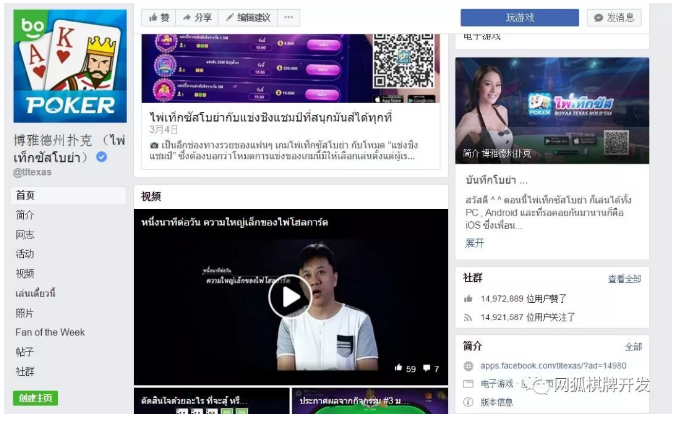 bo
A
K
POKER
博雅德州扑克 (ไพ่
เท็กซัสโบย่า)
@titexas
首页
简介
网志
活动
视频
เล่นเดี๋ยวนี้
照片
Fan of the Week
帖子
社群
创建主页
赞
分享
编辑建议
玩游戏
发消息
ไพ่เท็กซัสโบย่ากับแข่งชิงแชมป์ที่สนุกมันส์ได้ทุกที่
3月4日
เป็นอีกช่องทางรวยของแฟนๆ เกมไพ่เท็กซัสโบย่า กับโหมด "แข่งชิง
แชมป์" ซึ่งต้องบอกว่าโหมดการแข่งของเกมนี้มีให้เลือกเล่นตั้งแต่ผู้เร...
视频
หนึ่งนาทีต่อวัน ความใหญ่เล็กของไพ่โฮลการ์ด
หนึ่งนาทีต่อวัน
ความใหญ่เล็กของไพ่โฮลการ์ด
59
7
ตัดสินใจด้วยอะไร ที่จะสู้ หรื...
ประกาศผลจากกิจกรรม #3 ม...
电子游戏
ไพ่เท็กซัส
BOYAA TEXAS HOLD'EM
简介 博雅德州扑克
บันทึกโบย่า ...
สวัสดี ^^ ตอนนี้ไพ่เท็กซัสโบย่า ก็เล่นได้ทั้ง
PC , Android และที่รอคอยกันมานานก็คือ
iOS ซึ่งเพื่อน...
展开
社群
查看全部
14,972,889 位用户赞了
14,921,587 位用户关注了
简介
全部
apps.facebook.com/titexas/?ad=14980
电子游戏
网狐棋牌开发
版本信息